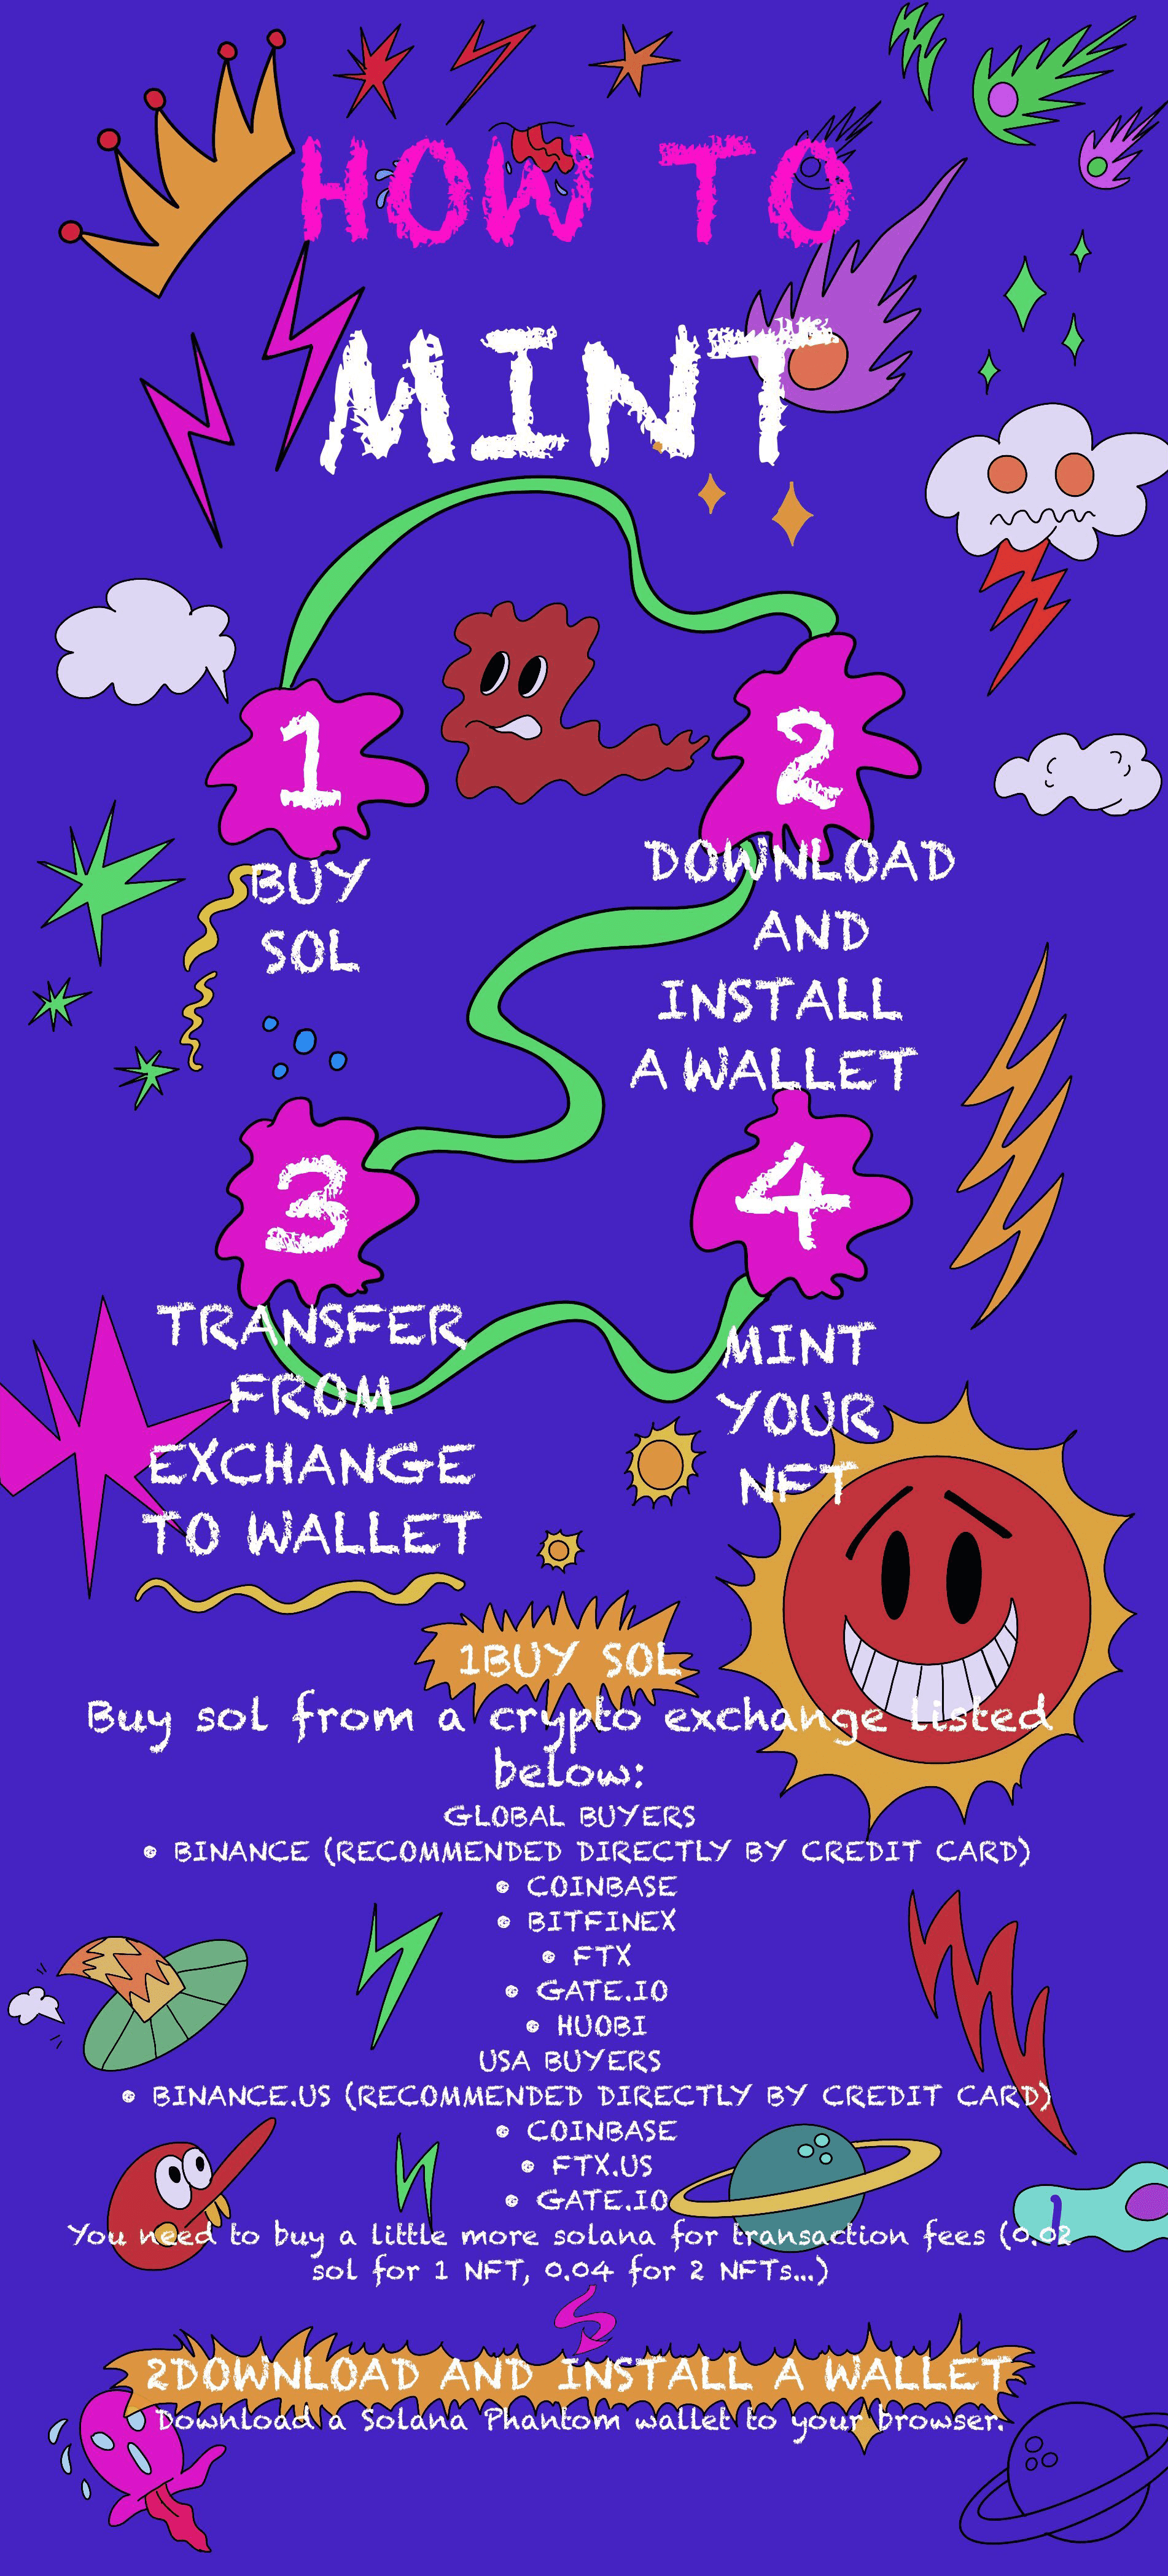 HOW TO
MINT
1
2
BUY
SOL
DOWNLOAD
AND
INSTALL
A WALLET
3
4
TRANSFER
FROM
EXCHANGE
TO WALLET
MINT
YOUR
NFT
1BUY SOL
Buy sol from a crypto exchange listed
below:
GLOBAL BUYERS
• BINANCE (RECOMMENDED DIRECTLY BY CREDIT CARD)
• COINBASE
• BITFINEX
• FTX
• GATE.IO
• HUOBI
USA BUYERS
• BINANCE.US (RECOMMENDED DIRECTLY BY CREDIT CARD)
• COINBASE
• FTX.US
• GATE.IO
You need to buy a little more solana for transaction fees (0.02
sol for 1 NFT, 0.04 for 2 NFTs...)
2DOWNLOAD AND INSTALL A WALLET
Download a Solana Phantom wallet to your browser.